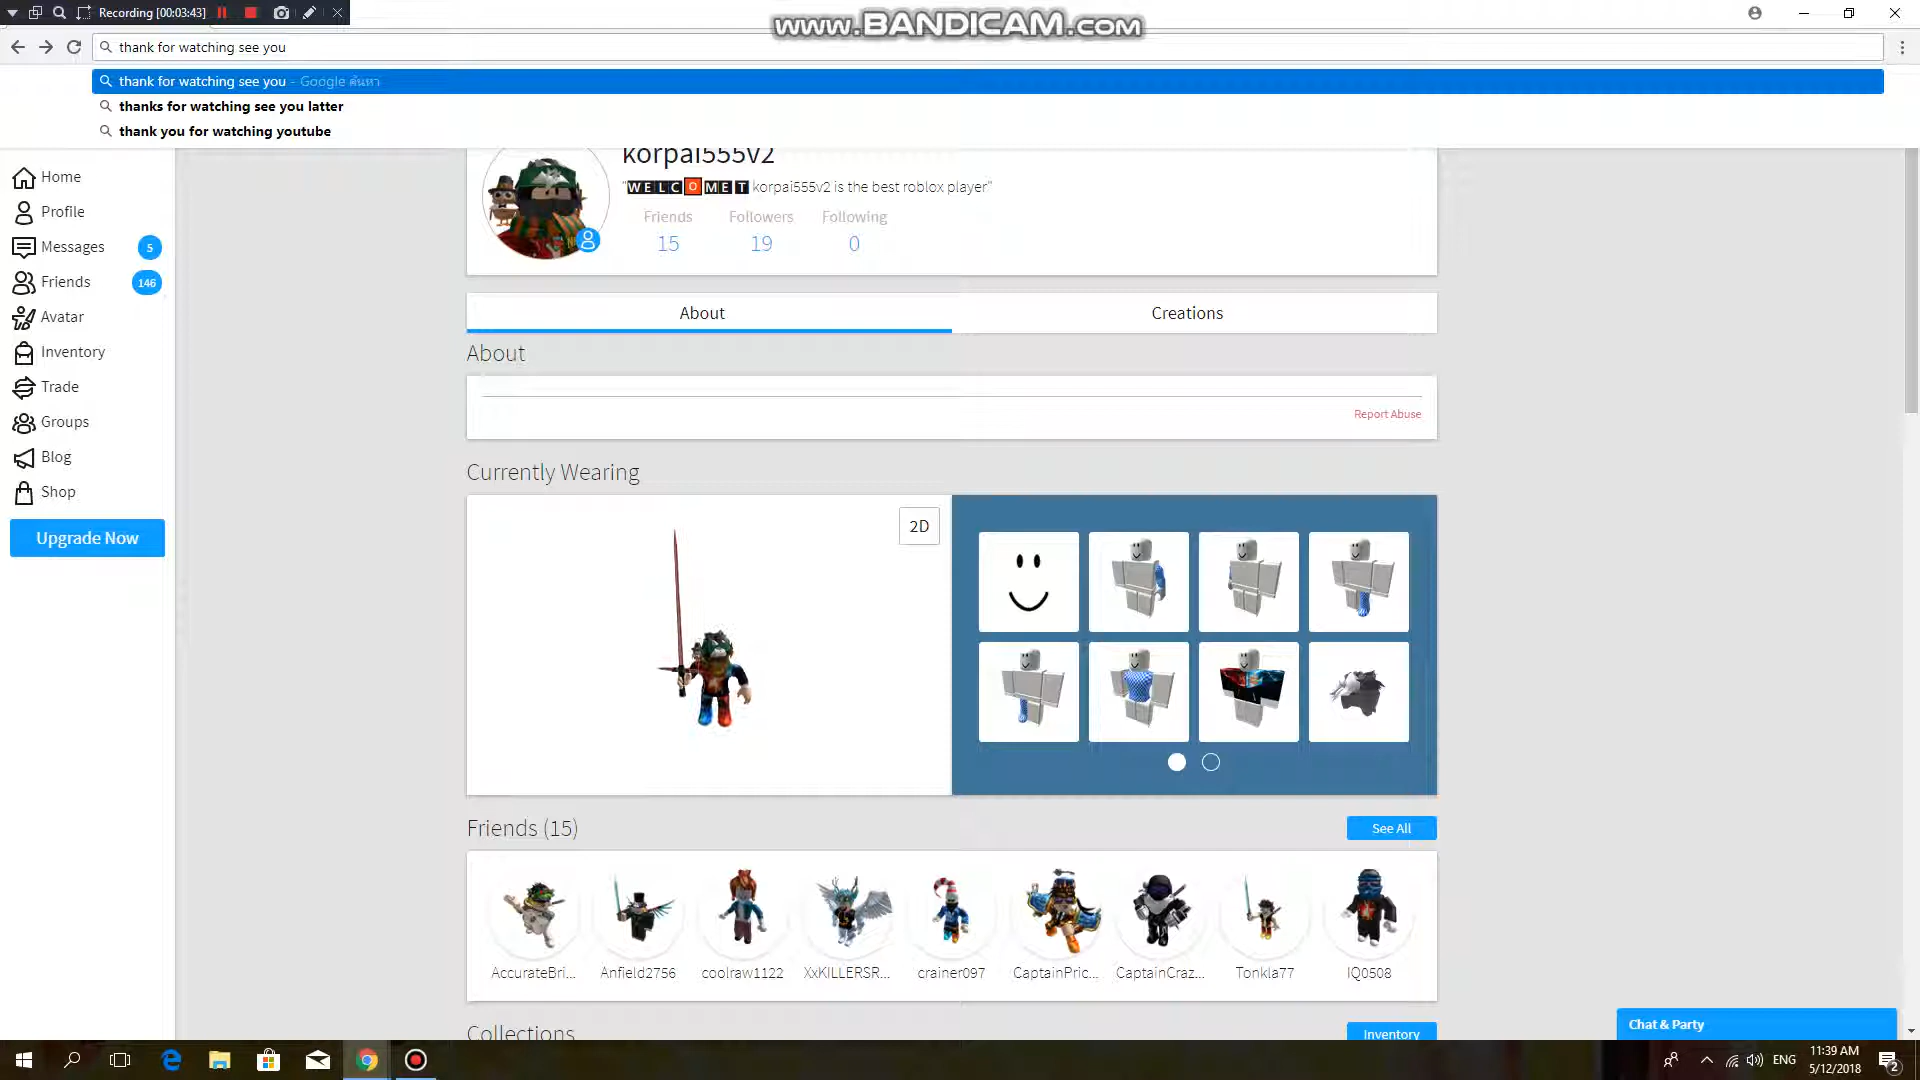 Recording [00:03:43]
www.BANDICAM.com
thank for watching see you
thank for watching see you - Google ค้นหา
thanks for watching see you latter
thank you for watching youtube
korpai555v2
"WELCOMET korpai555v2 is the best roblox player"
Friends Followers Following
15 19 0
Home
Profile
Messages 5
Friends 146
Avatar
Inventory
Trade
Groups
Blog
Shop
Upgrade Now
About Creations
About
Report Abuse
Currently Wearing
2D
Friends (15) See All
AccurateBri... Anfield2756 coolraw1122 XxKILLERSR... crainer097 CaptainPric... CaptainCraz... Tonkla77 IQ0508
Collections Inventory
Chat & Party
ENG 11:39 AM
5/12/2018 2